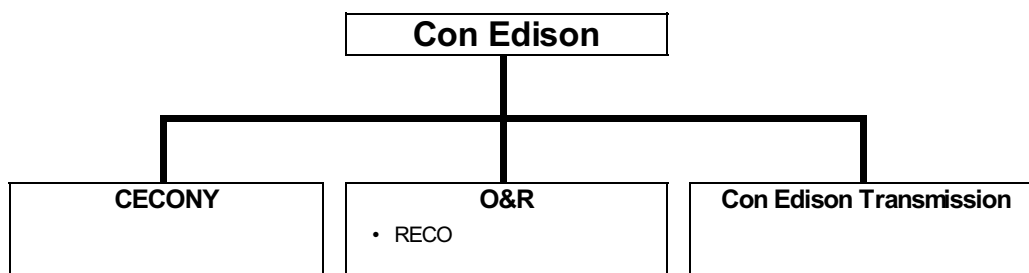 Con Edison
CECONY
O&R
• RECO
Con Edison Transmission